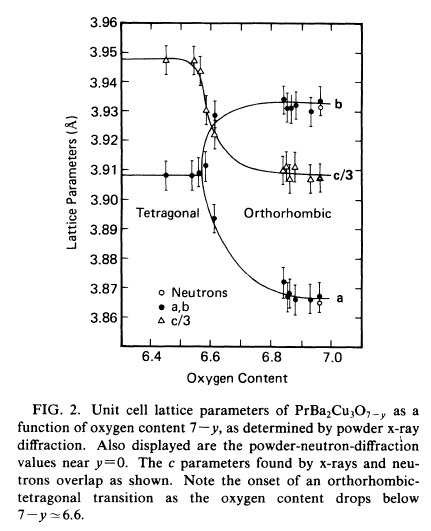 3.96
3.95
3.94
3.93
3.92
3.91
3.90
3.89
3.88
3.87
3.86
Lattice Parameters (Å)
b
c/3
a
Tetragonal
Orthorhombic
○ Neutrons
● a,b
△ c/3
6.4 6.6 6.8 7.0
Oxygen Content
FIG. 2. Unit cell lattice parameters of PrBa₂Cu₃O₇₋y as a
function of oxygen content 7−y, as determined by powder x-ray
diffraction. Also displayed are the powder-neutron-diffraction
values near y=0. The c parameters found by x-rays and neu-
trons overlap as shown. Note the onset of an orthorhombic-
tetragonal transition as the oxygen content drops below
7−y≃6.6.